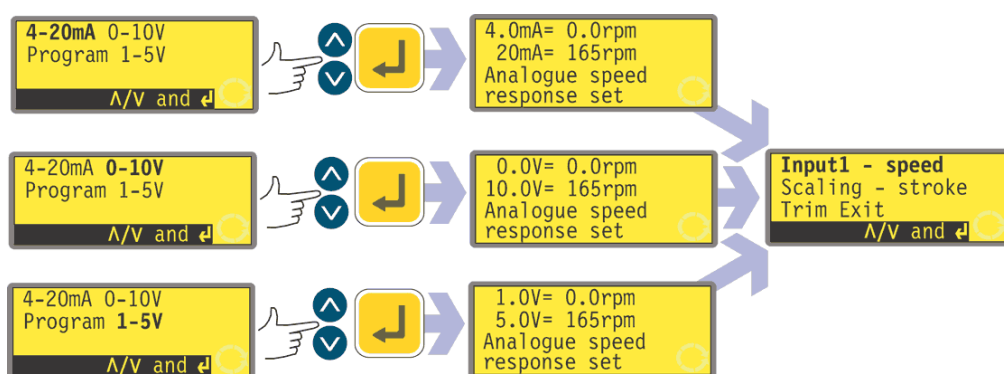 4-20mA 0-10V
Program 1-5V
∧/∨ and ↲
4.0mA= 0.0rpm
20mA= 165rpm
Analogue speed
response set
4-20mA 0-10V
Program 1-5V
∧/∨ and ↲
0.0V= 0.0rpm
10.0V= 165rpm
Analogue speed
response set
Input1 - speed
Scaling - stroke
Trim Exit
∧/∨ and ↲
4-20mA 0-10V
Program 1-5V
∧/∨ and ↲
1.0V= 0.0rpm
5.0V= 165rpm
Analogue speed
response set